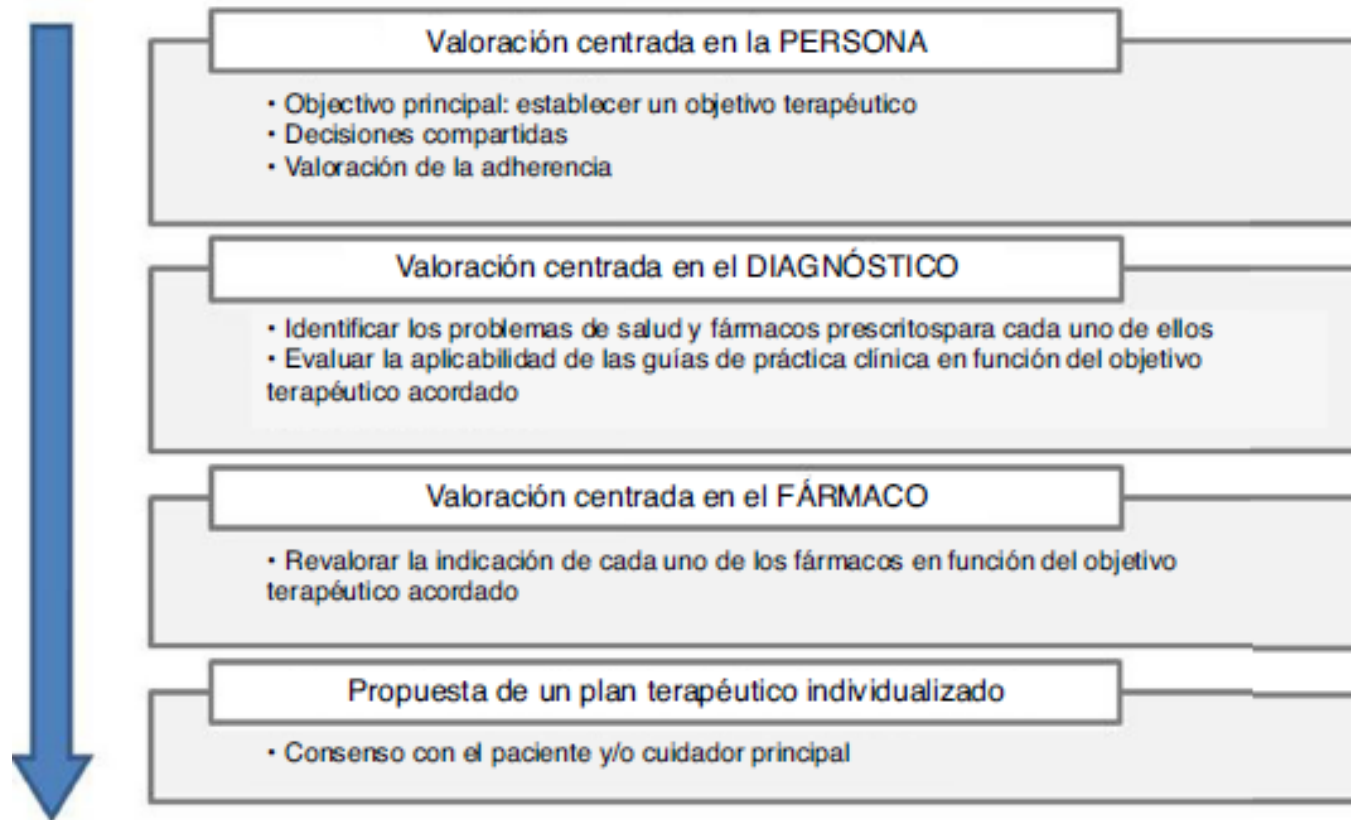 Valoración centrada en la PERSONA
• Objectivo principal: establecer un objetivo terapéutico
• Decisiones compartidas
• Valoración de la adherencia
Valoración centrada en el DIAGNÓSTICO
• Identificar los problemas de salud y fármacos prescritospara cada uno de ellos
• Evaluar la aplicabilidad de las guías de práctica clínica en función del objetivo
terapéutico acordado
Valoración centrada en el FÁRMACO
• Revalorar la indicación de cada uno de los fármacos en función del objetivo
terapéutico acordado
Propuesta de un plan terapéutico individualizado
• Consenso con el paciente y/o cuidador principal